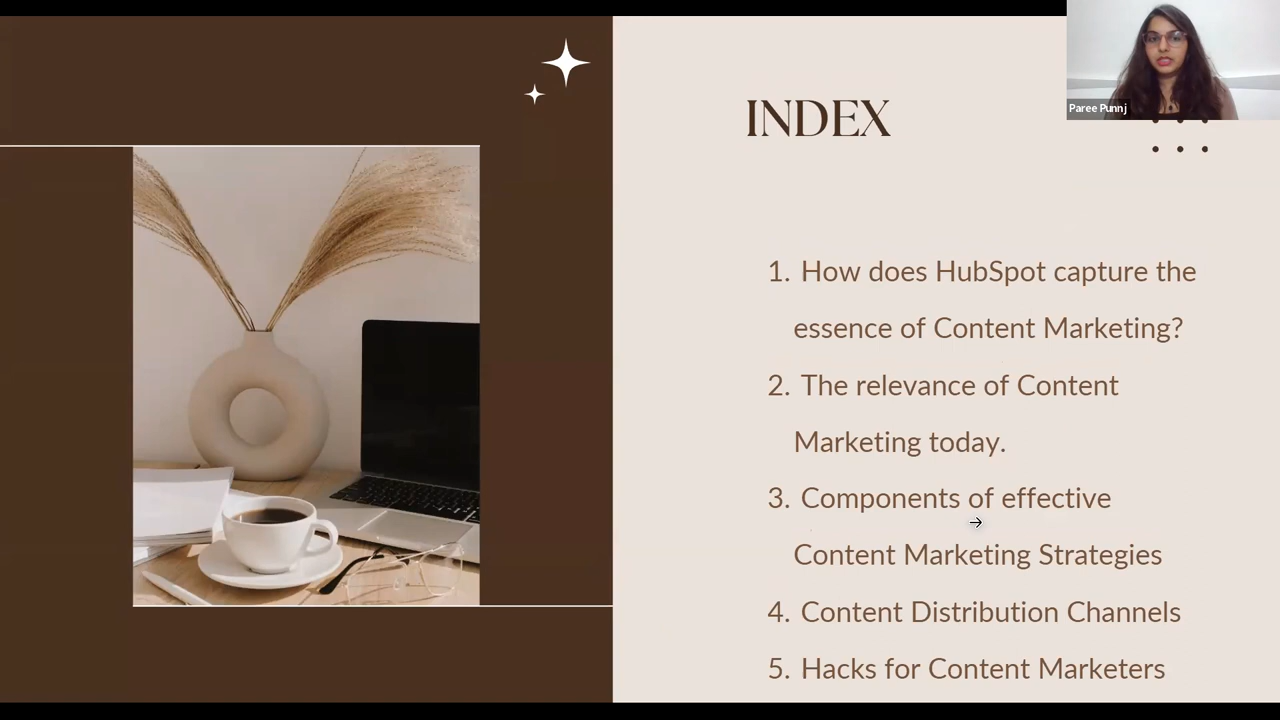 Paree Punnj
INDEX
1. How does HubSpot capture the
essence of Content Marketing?
2. The relevance of Content
Marketing today.
3. Components of effective
Content Marketing Strategies
4. Content Distribution Channels
5. Hacks for Content Marketers